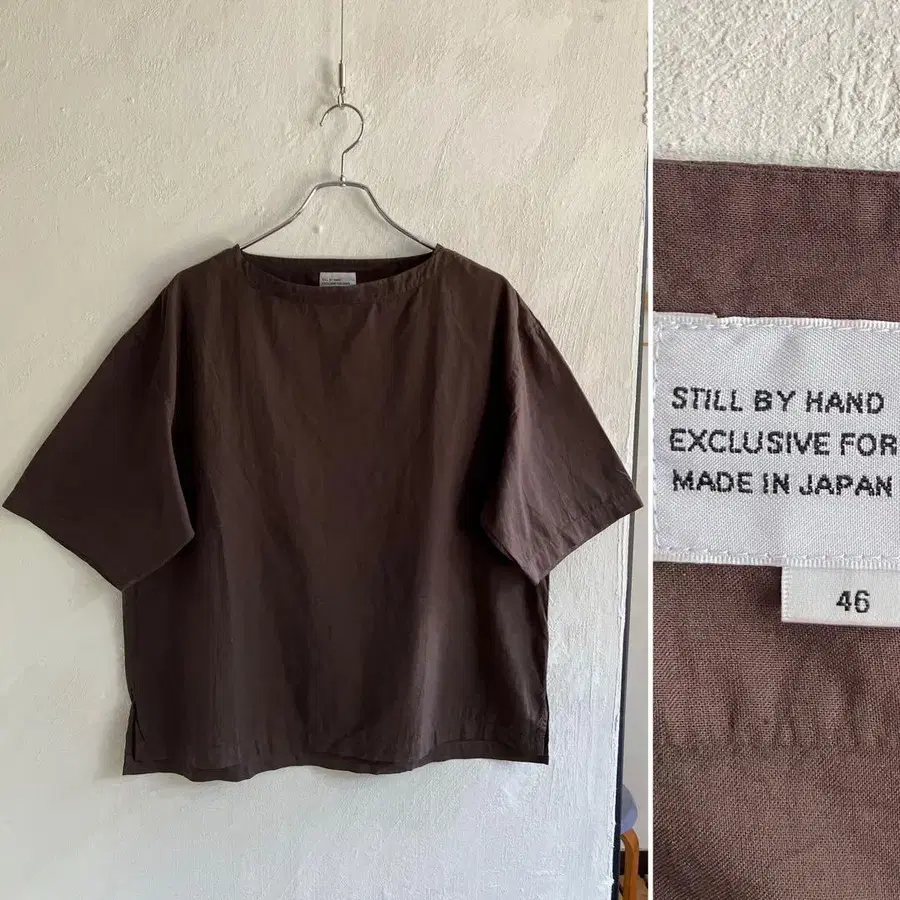 STILL BY HAND
EXCLUSIVE FOR
MADE IN JAPAN
46